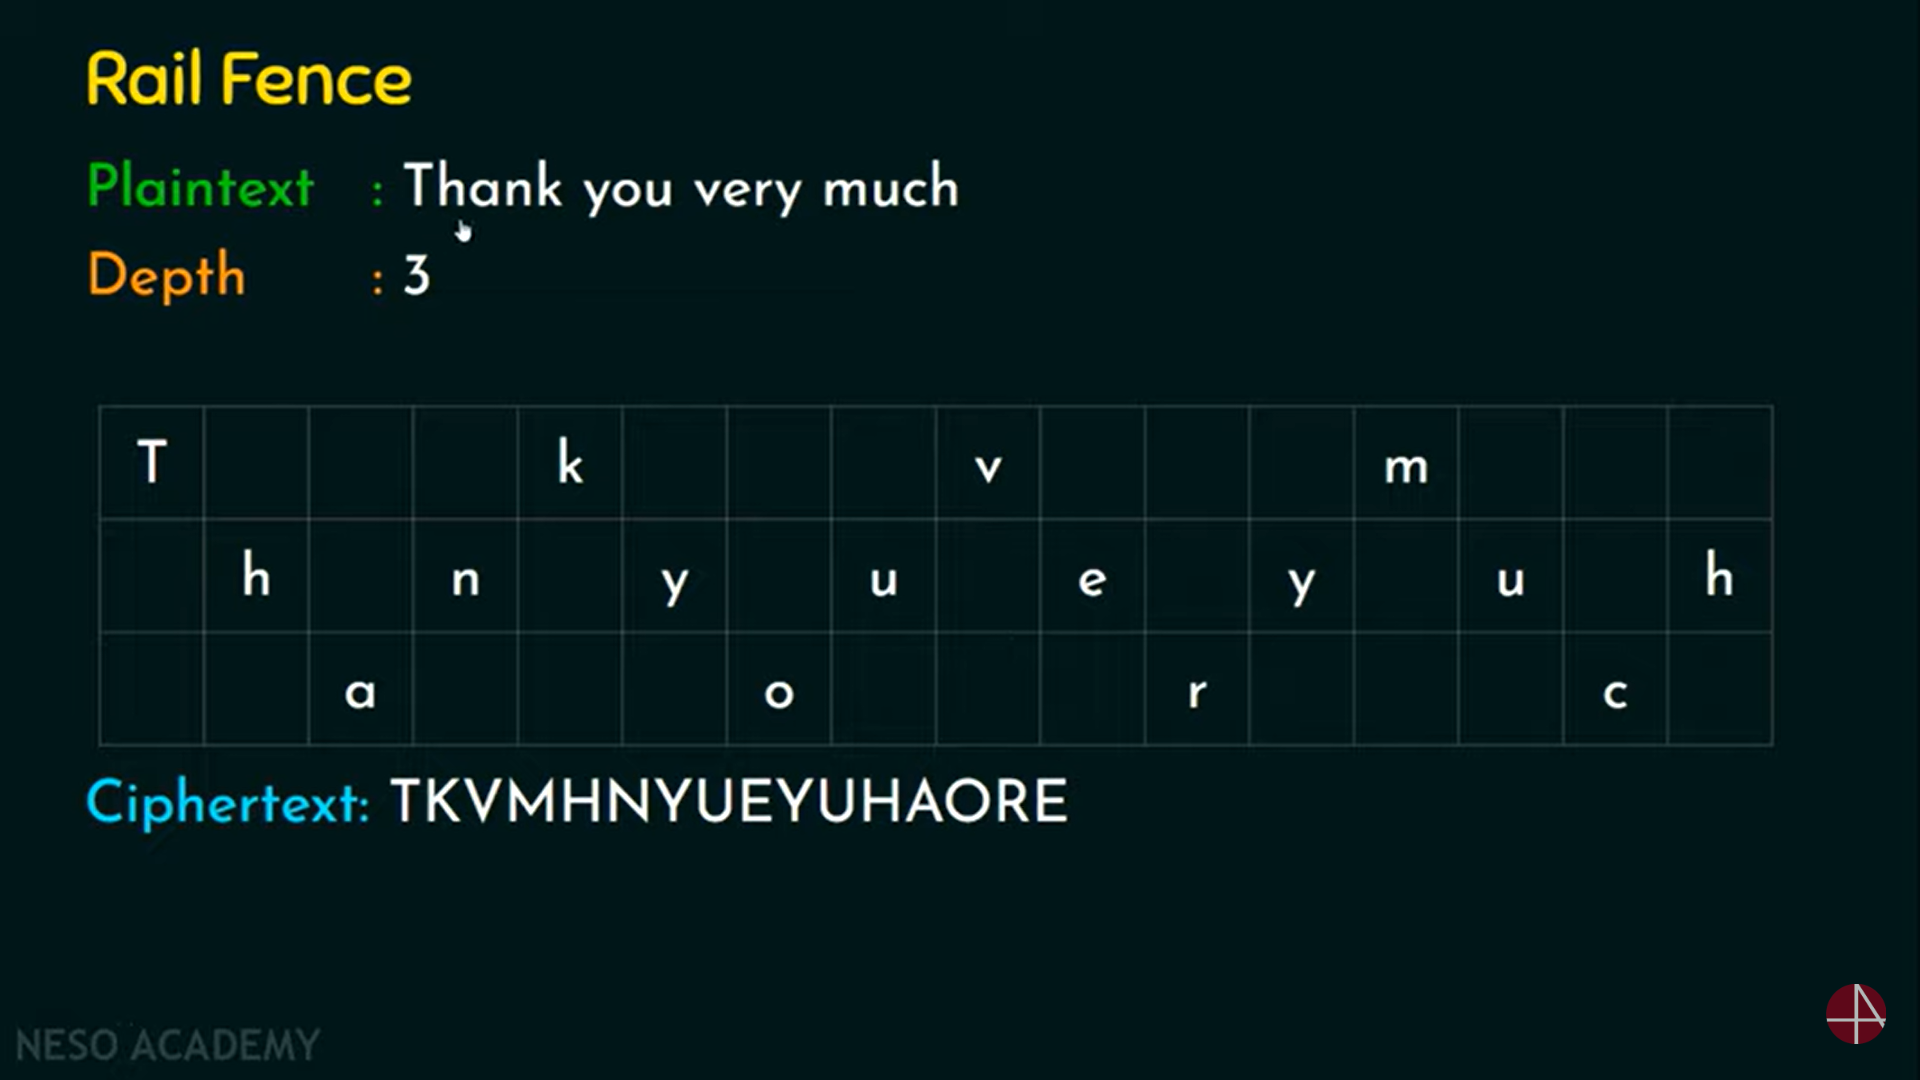 Rail Fence
Plaintext : Thank you very much
Depth : 3
T k v m
h n y u e y u h
a o r c
Ciphertext: TKVMHNYUEYUHAORE
NESO ACADEMY